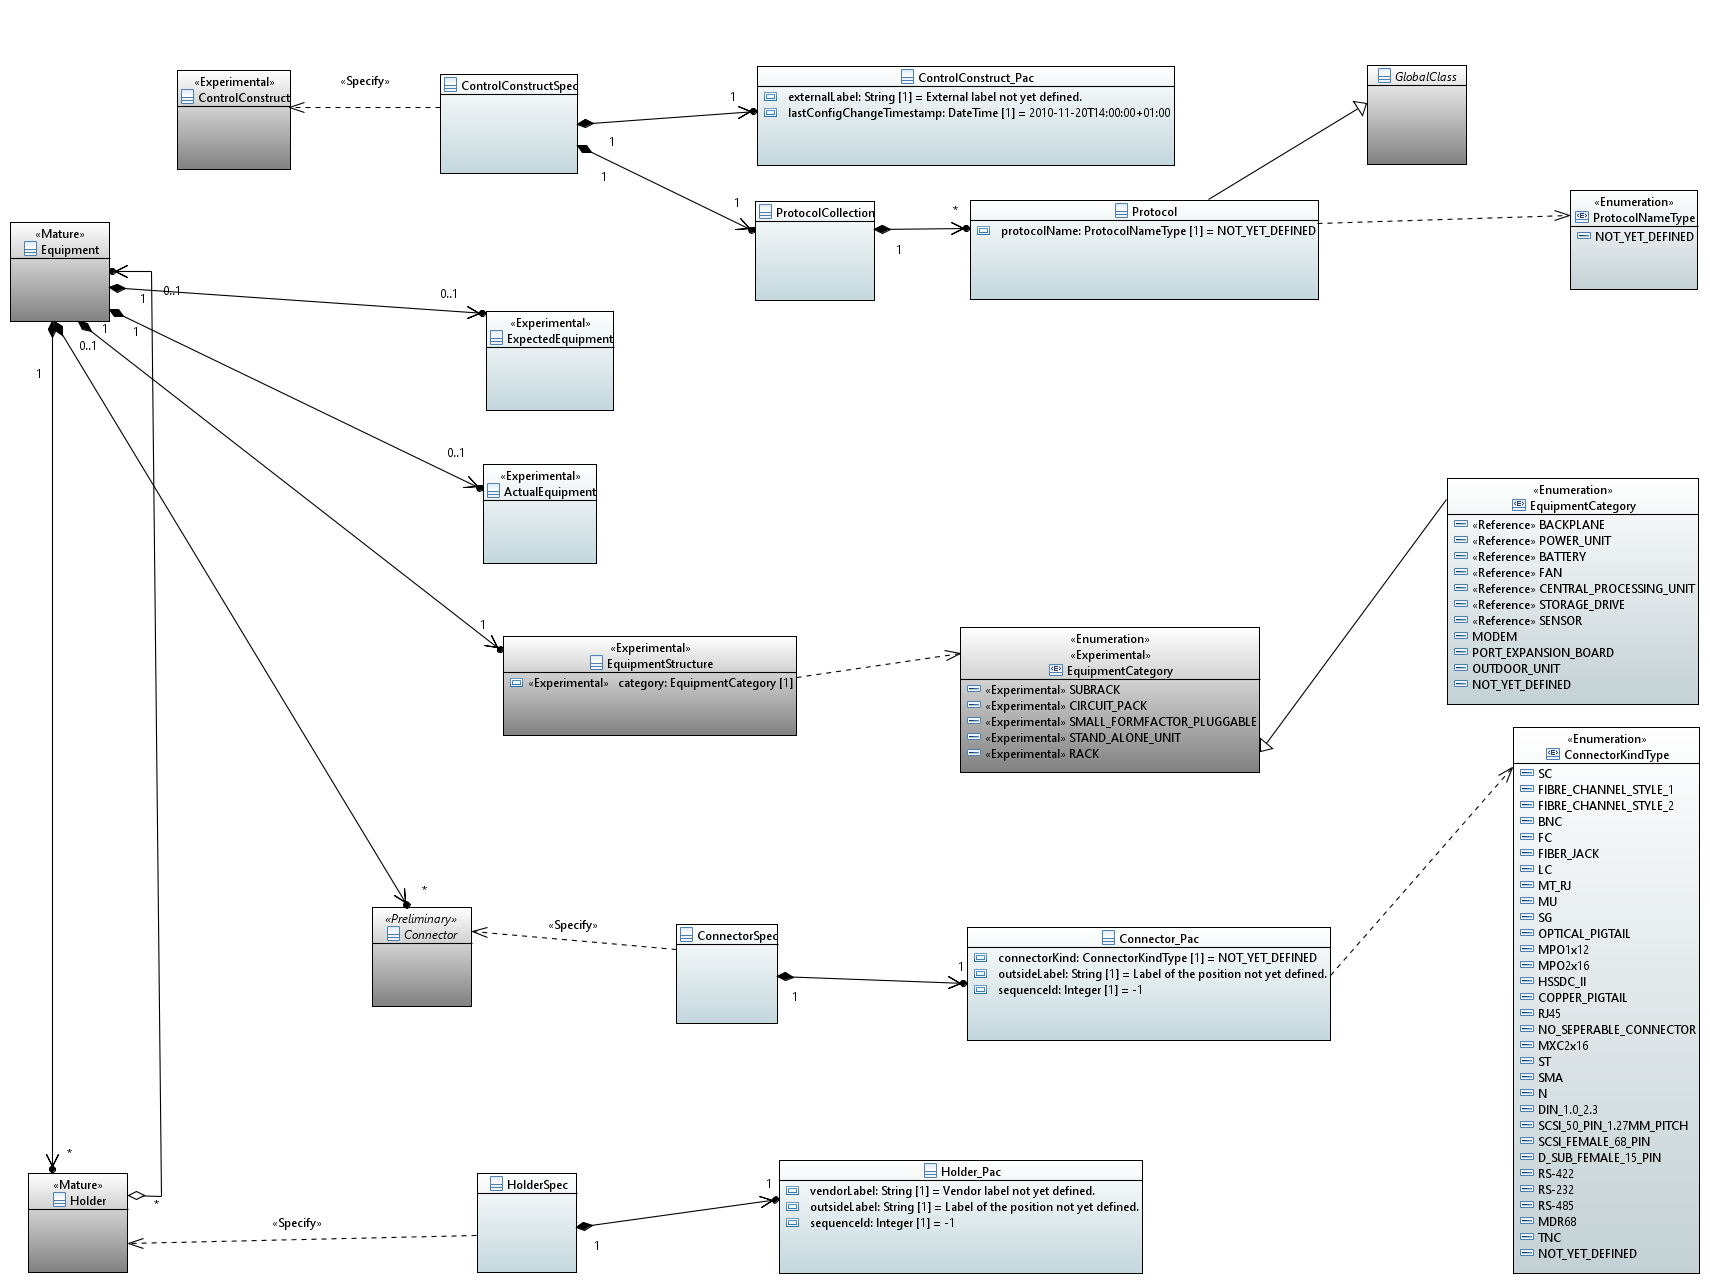 «Experimental»
ControlConstruct
«Specify»
ControlConstructSpec
1
1
1
1
ControlConstruct_Pac
externalLabel: String [1] = External label not yet defined.
lastConfigChangeTimestamp: DateTime [1] = 2010-11-20T14:00:00+01:00
GlobalClass
ProtocolCollection
1
*
Protocol
protocolName: ProtocolNameType [1] = NOT_YET_DEFINED
«Enumeration»
ProtocolNameType
NOT_YET_DEFINED
«Mature»
Equipment
1
0..1
0..1
1
1
0..1
1
«Experimental»
ExpectedEquipment
0..1
«Experimental»
ActualEquipment
1
«Experimental»
EquipmentStructure
«Experimental» category: EquipmentCategory [1]
«Enumeration»
«Experimental»
EquipmentCategory
«Experimental» SUBRACK
«Experimental» CIRCUIT_PACK
«Experimental» SMALL_FORMFACTOR_PLUGGABLE
«Experimental» STAND_ALONE_UNIT
«Experimental» RACK
«Enumeration»
EquipmentCategory
«Reference» BACKPLANE
«Reference» POWER_UNIT
«Reference» BATTERY
«Reference» FAN
«Reference» CENTRAL_PROCESSING_UNIT
«Reference» STORAGE_DRIVE
«Reference» SENSOR
MODEM
PORT_EXPANSION_BOARD
OUTDOOR_UNIT
NOT_YET_DEFINED
*
«Preliminary»
Connector
«Specify»
ConnectorSpec
1
1
Connector_Pac
connectorKind: ConnectorKindType [1] = NOT_YET_DEFINED
outsideLabel: String [1] = Label of the position not yet defined.
sequenceId: Integer [1] = -1
«Enumeration»
ConnectorKindType
SC
FIBRE_CHANNEL_STYLE_1
FIBRE_CHANNEL_STYLE_2
BNC
FC
FIBER_JACK
LC
MT_RJ
MU
SG
OPTICAL_PIGTAIL
MPO1x12
MPO2x16
HSSDC_II
COPPER_PIGTAIL
RJ45
NO_SEPERABLE_CONNECTOR
MXC2x16
ST
SMA
N
DIN_1.0_2.3
SCSI_50_PIN_1.27MM_PITCH
SCSI_FEMALE_68_PIN
D_SUB_FEMALE_15_PIN
RS-422
RS-232
RS-485
MDR68
TNC
NOT_YET_DEFINED
*
«Mature»
Holder
*
«Specify»
HolderSpec
1
1
Holder_Pac
vendorLabel: String [1] = Vendor label not yet defined.
outsideLabel: String [1] = Label of the position not yet defined.
sequenceId: Integer [1] = -1